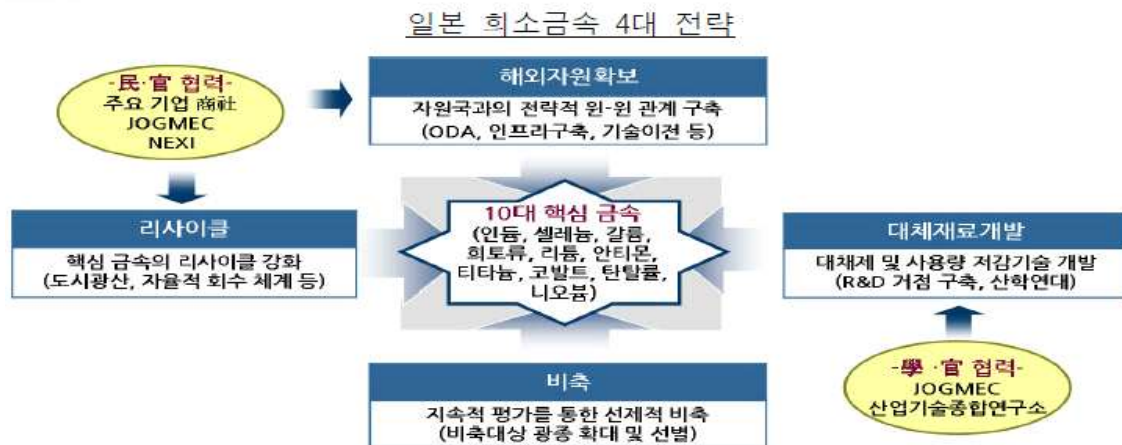 일본 희소금속 4대 전략
-民·官 협력-
주요 기업 商社
JOGMEC
NEXI
해외자원확보
자원국과의 전략적 윈-윈 관계 구축
(ODA, 인프라구축, 기술이전 등)
리사이클
핵심 금속의 리사이클 강화
(도시광산, 자율적 회수 체계 등)
10대 핵심 금속
(인듐, 셀레늄, 갈륨,
희토류, 리튬, 안티몬,
티타늄, 코발트, 탄탈률,
니오븀)
대체재료개발
대채제 및 사용량 저감기술 개발
(R&D 거점 구축, 산학연대)
비축
지속적 평가를 통한 선제적 비축
(비축대상 광종 확대 및 선별)
-學·官 협력-
JOGMEC
산업기술종합연구소